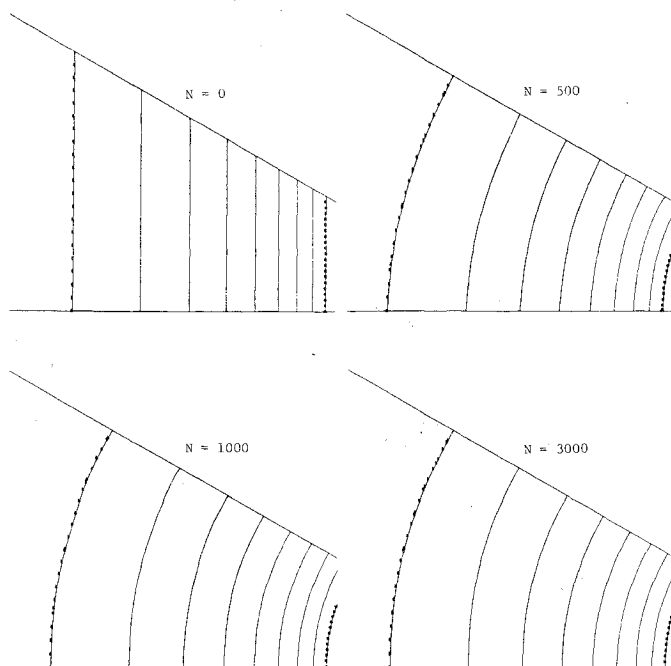 N = 0
N = 500
N = 1000
N = 3000